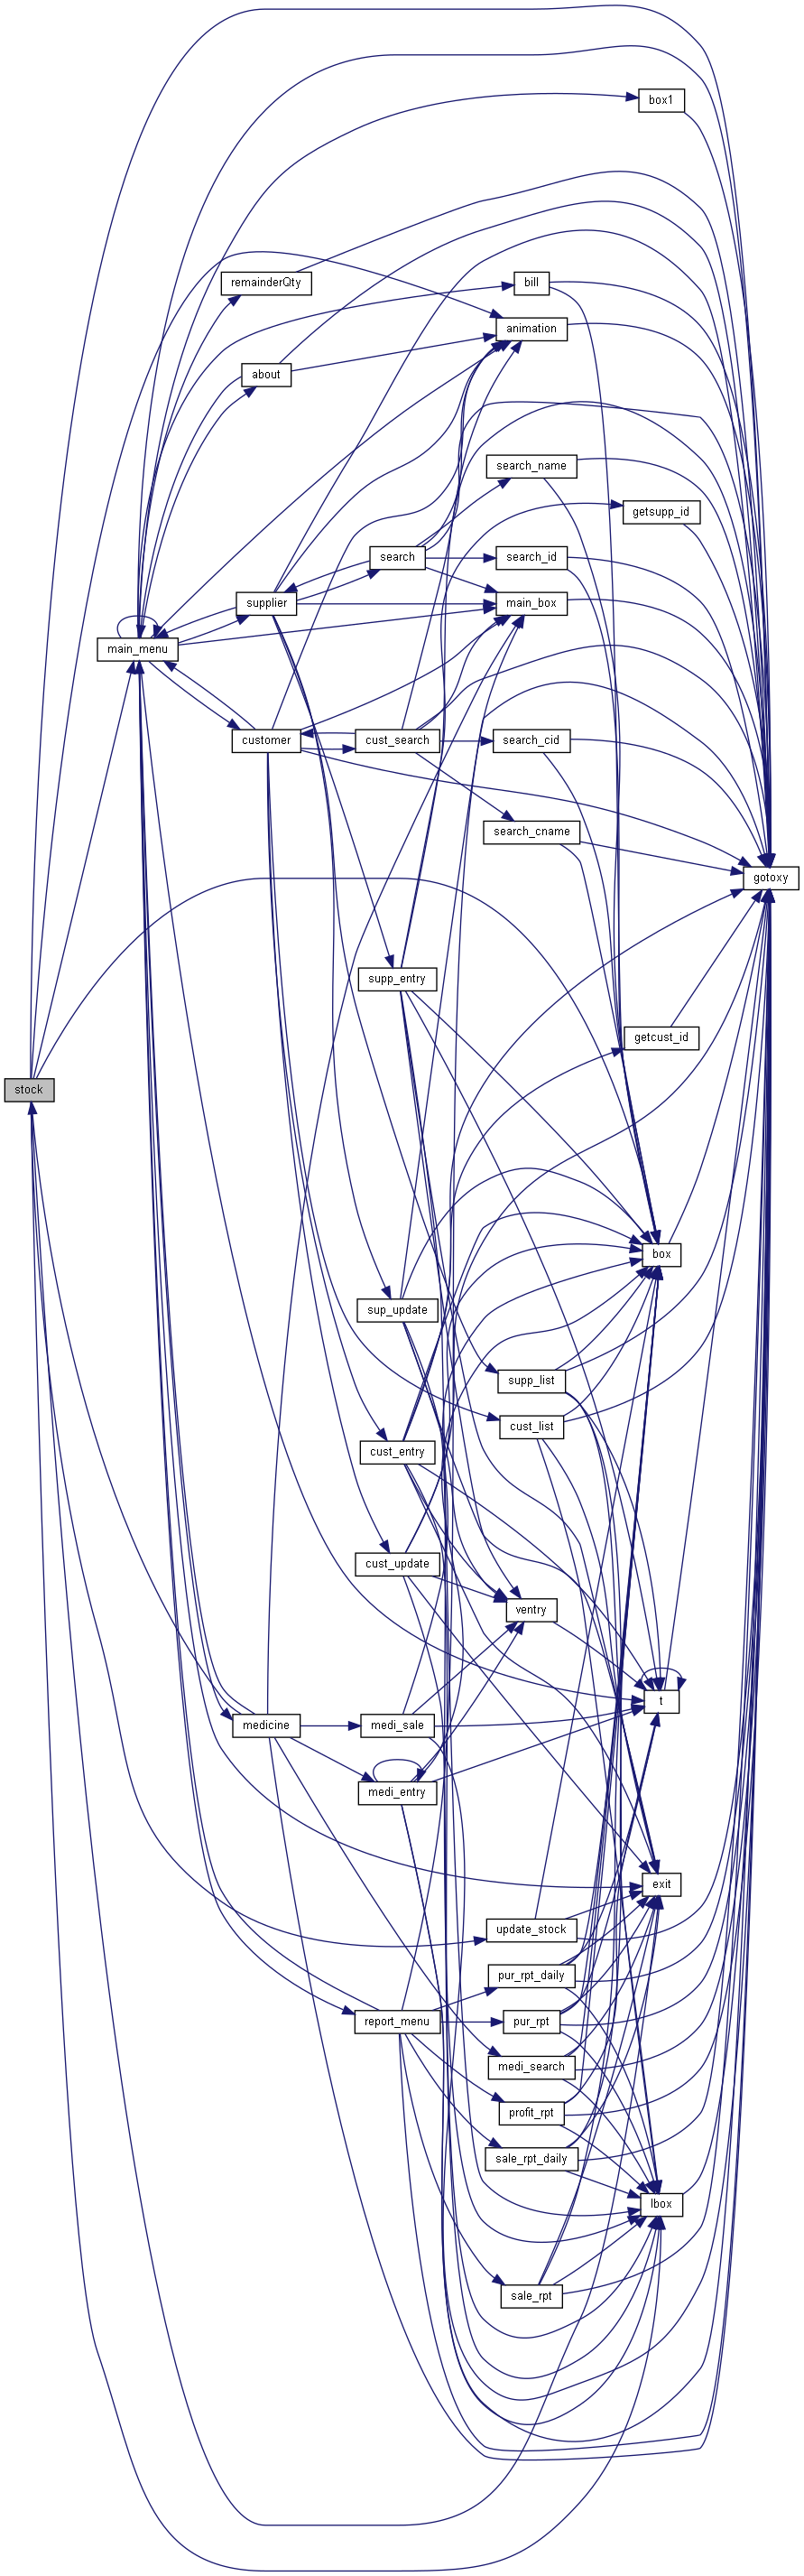 box1
remainderQty
bill
animation
about
search_name
getsupp_id
search
search_id
supplier
main_box
main_menu
customer
cust_search
search_cid
search_cname
gotoxy
supp_entry
getcust_id
stock
box
sup_update
supp_list
cust_list
cust_entry
cust_update
ventry
t
medicine
medi_sale
medi_entry
exit
update_stock
pur_rpt_daily
report_menu
pur_rpt
medi_search
profit_rpt
sale_rpt_daily
lbox
sale_rpt